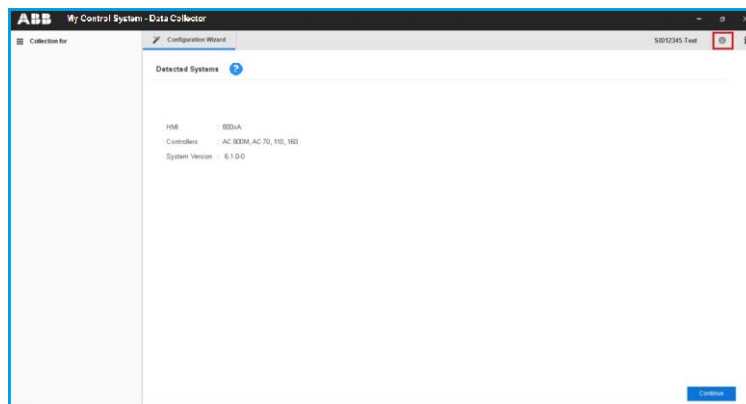 ABB My Control System - Data Collector
Collection for
Configuration Wizard
SID12345-Test
Detected Systems ?
HMI : 800xA
Controllers : AC 800M, AC 70, 110, 160
System Version : 6.1.0-0
Continue